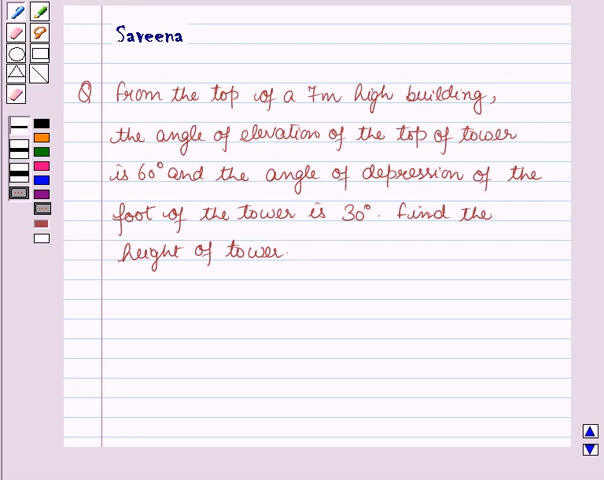 Saveena
Q from the top of a 7m high building,
the angle of elevation of the top of tower
is 60° and the angle of depression of the
foot of the tower is 30°. Find the
height of tower.